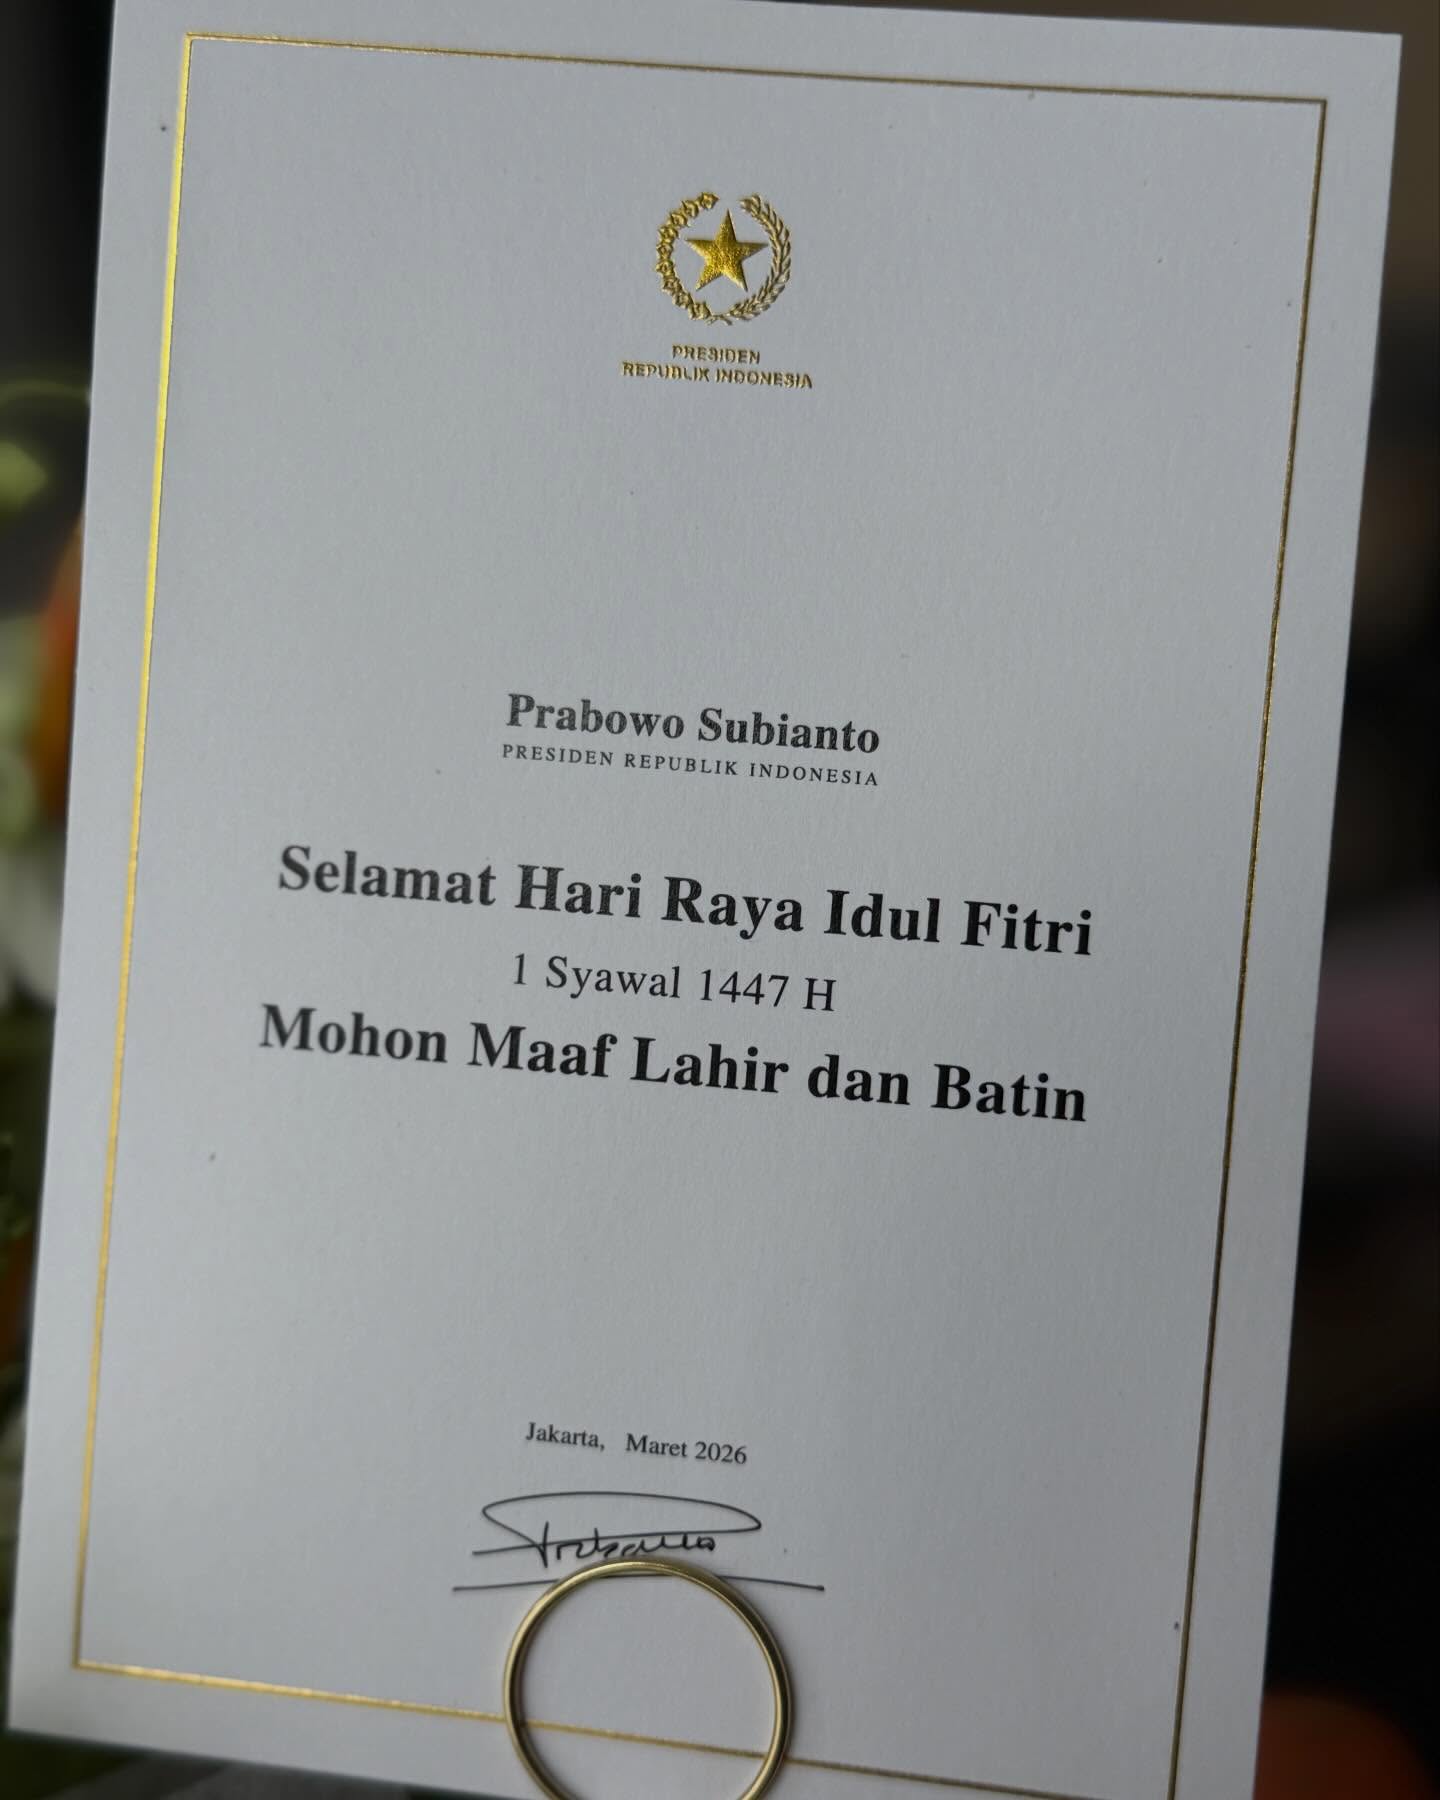 PRESIDEN
REPUBLIK INDONESIA
Prabowo Subianto
PRESIDEN REPUBLIK INDONESIA
Selamat Hari Raya Idul Fitri
1 Syawal 1447 H
Mohon Maaf Lahir dan Batin
Jakarta, Maret 2026